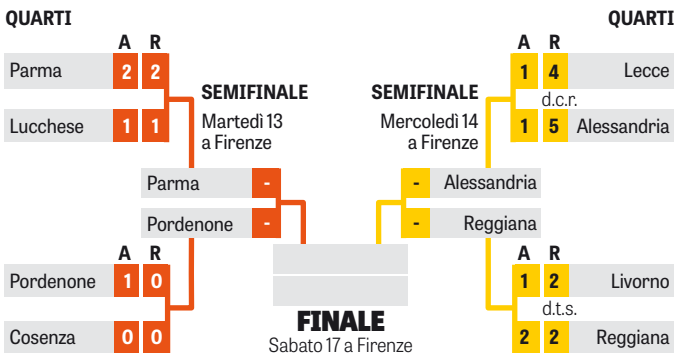 QUARTI
A R
Parma 2 2
Lucchese 1 1
SEMIFINALE
Martedì 13
a Firenze
Parma -
Pordenone -
A R
Pordenone 1 0
Cosenza 0 0
QUARTI
A R
1 4 Lecce
d.c.r.
1 5 Alessandria
SEMIFINALE
Mercoledì 14
a Firenze
- Alessandria
- Reggiana
A R
1 2 Livorno
d.t.s.
2 2 Reggiana
FINALE
Sabato 17 a Firenze